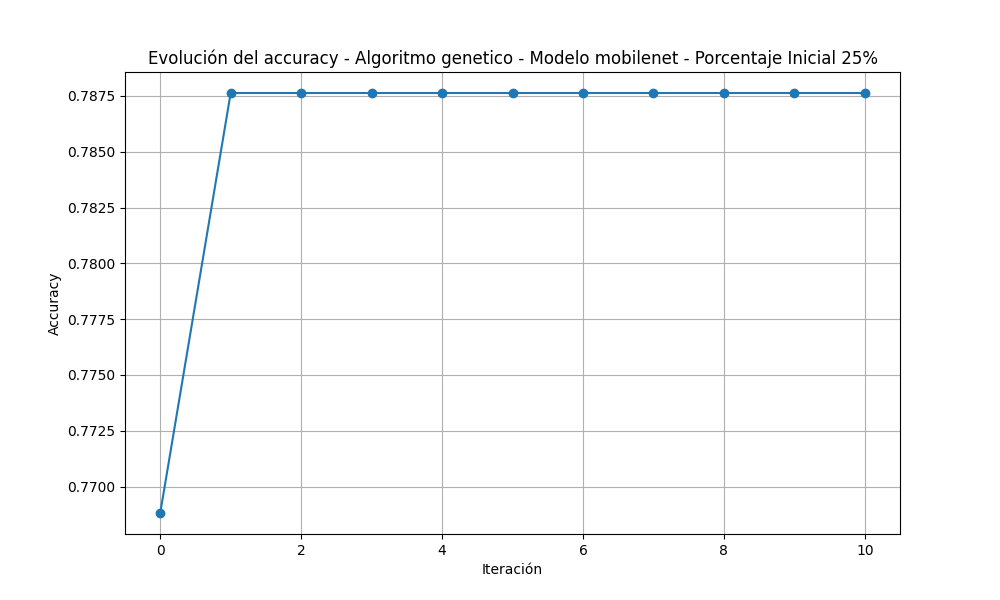 Evolución del accuracy - Algoritmo genetico - Modelo mobilenet - Porcentaje Inicial 25%
0.7875
0.7850
0.7825
0.7800
0.7775
0.7750
0.7725
0.7700
Accuracy
0 2 4 6 8 10
Iteración